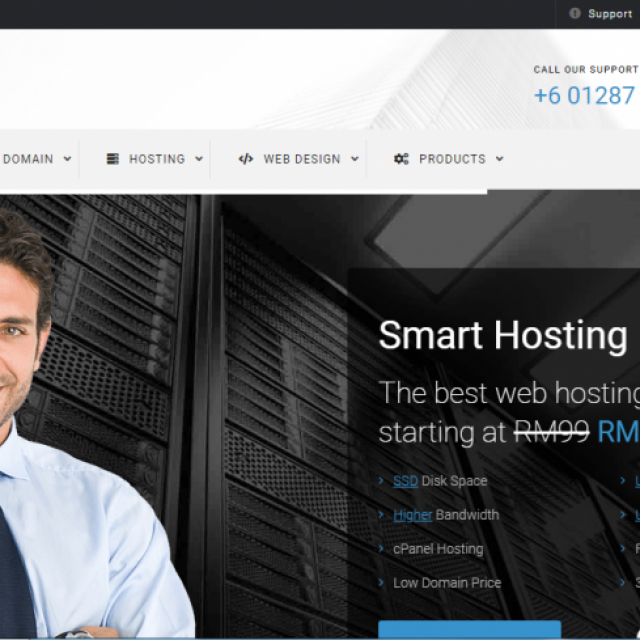 Support
CALL OUR SUPPORT
+6 01287
DOMAIN
HOSTING
WEB DESIGN
PRODUCTS
Smart Hosting
The best web hosting
starting at RM99 RM
SSD Disk Space
Higher Bandwidth
cPanel Hosting
Low Domain Price